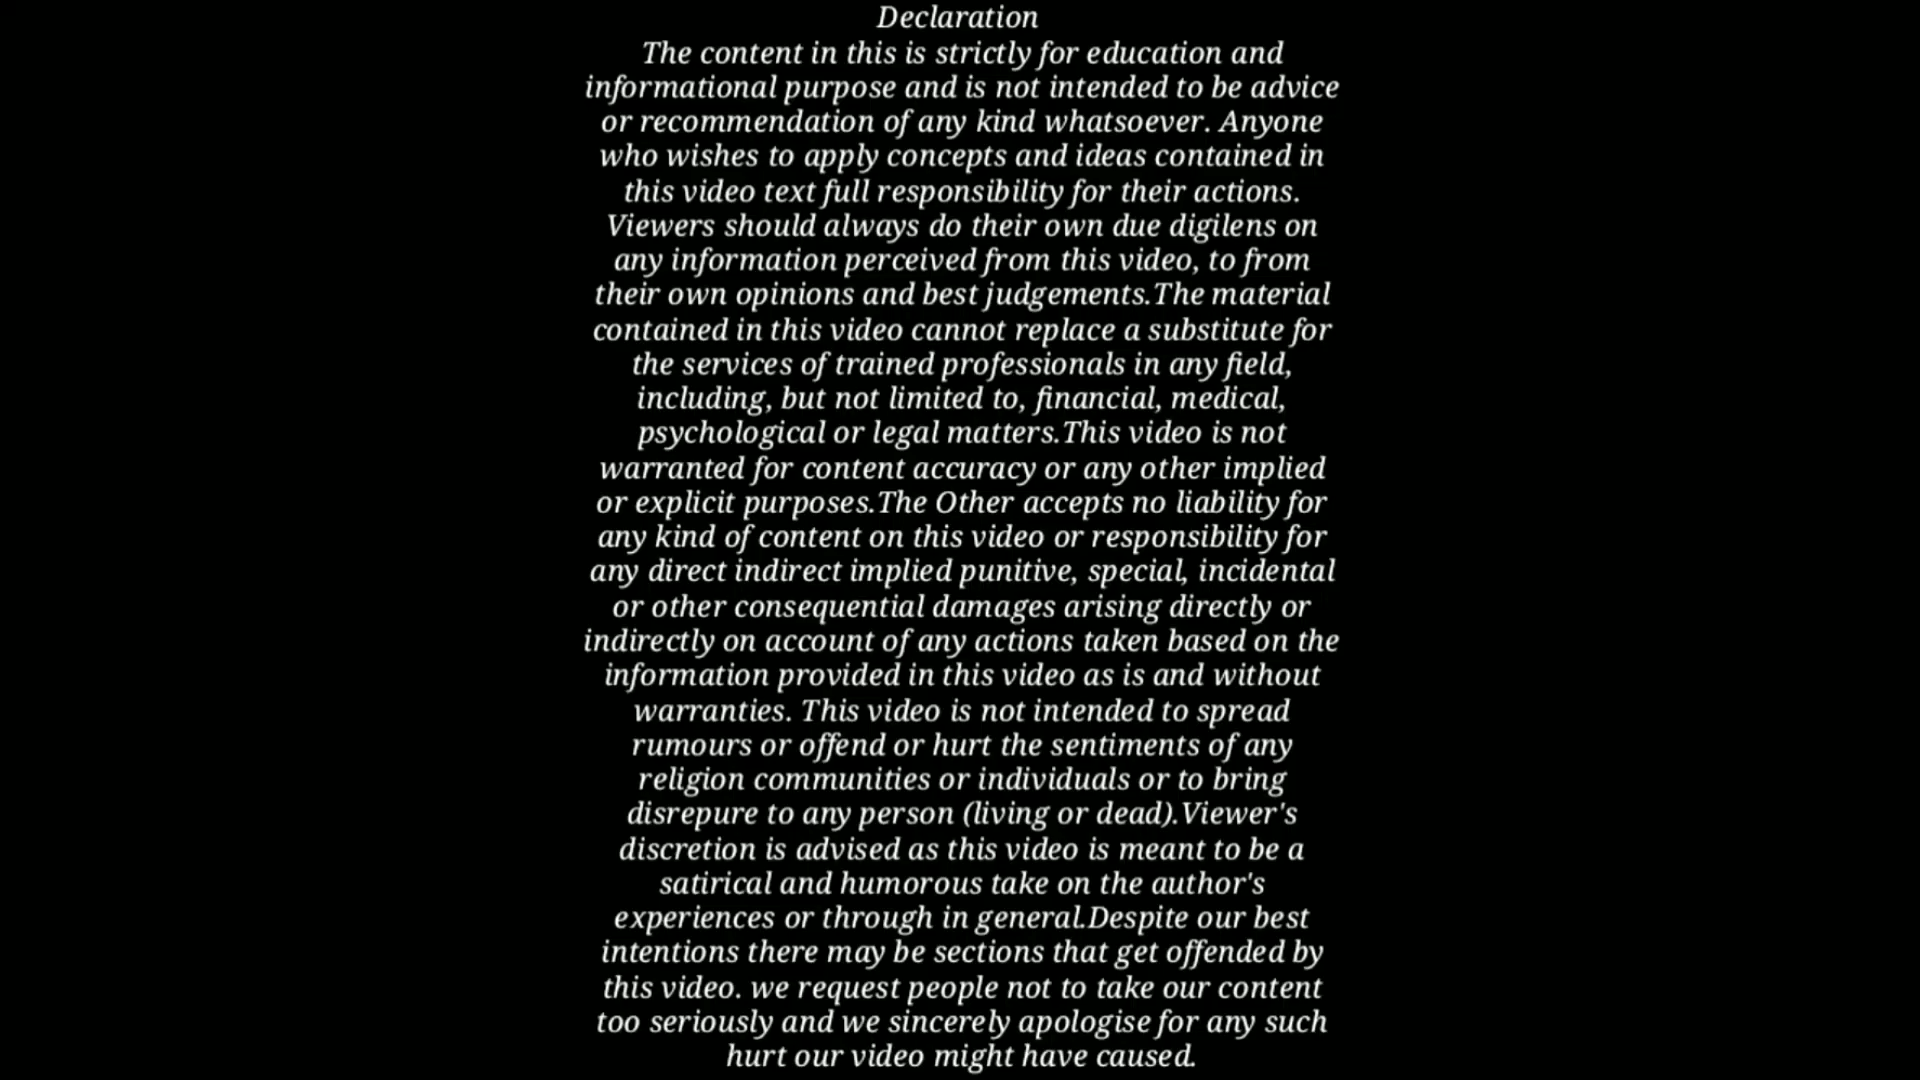 Declaration
The content in this is strictly for education and
informational purpose and is not intended to be advice
or recommendation of any kind whatsoever. Anyone
who wishes to apply concepts and ideas contained in
this video text full responsibility for their actions.
Viewers should always do their own due digilens on
any information perceived from this video, to from
their own opinions and best judgements.The material
contained in this video cannot replace a substitute for
the services of trained professionals in any field,
including, but not limited to, financial, medical,
psychological or legal matters.This video is not
warranted for content accuracy or any other implied
or explicit purposes.The Other accepts no liability for
any kind of content on this video or responsibility for
any direct indirect implied punitive, special, incidental
or other consequential damages arising directly or
indirectly on account of any actions taken based on the
information provided in this video as is and without
warranties. This video is not intended to spread
rumours or offend or hurt the sentiments of any
religion communities or individuals or to bring
disrepure to any person (living or dead).Viewer's
discretion is advised as this video is meant to be a
satirical and humorous take on the author's
experiences or through in general.Despite our best
intentions there may be sections that get offended by
this video. we request people not to take our content
too seriously and we sincerely apologise for any such
hurt our video might have caused.